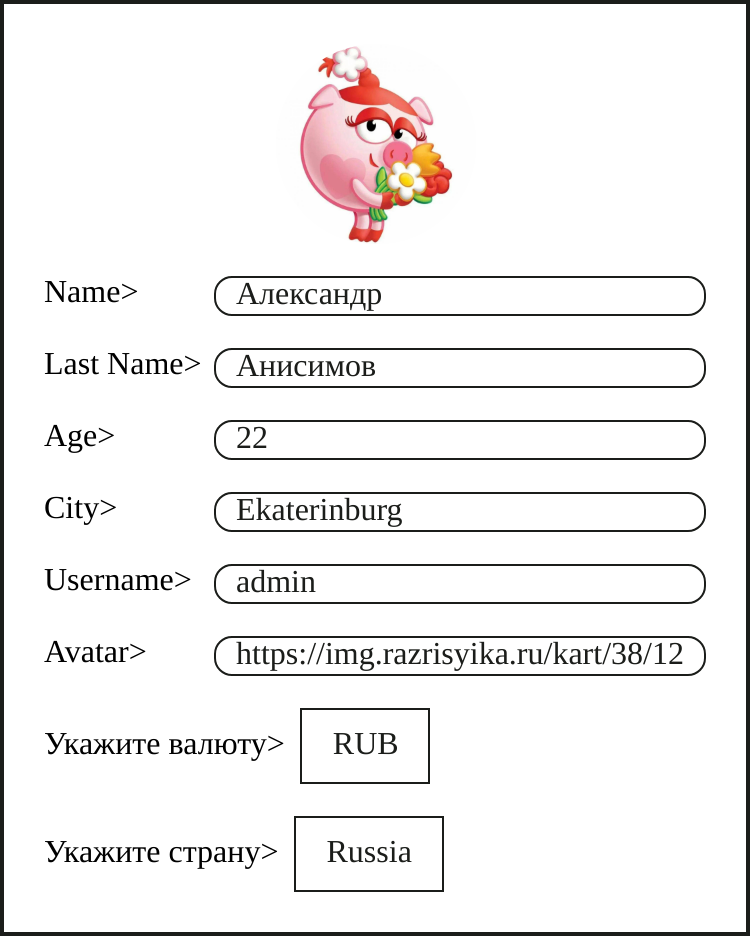 Name> Александр
Last Name> Анисимов
Age> 22
City> Ekaterinburg
Username> admin
Avatar> https://img.razrisyika.ru/kart/38/12
Укажите валюту> RUB
Укажите страну> Russia